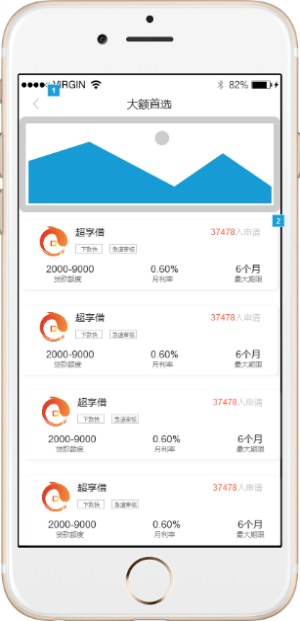 VIRGIN
82%
1
大额首选
2
超享借
37478人申请
下款快 急速审核
2000-9000 0.60% 6个月
贷款额度 月利率 最大期限
超享借
37478人申请
下款快 急速审核
2000-9000 0.60% 6个月
贷款额度 月利率 最大期限
超享借
37478人申请
下款快 急速审核
2000-9000 0.60% 6个月
贷款额度 月利率 最大期限
超享借
37478人申请
下款快 急速审核
2000-9000 0.60% 6个月
贷款额度 月利率 最大期限